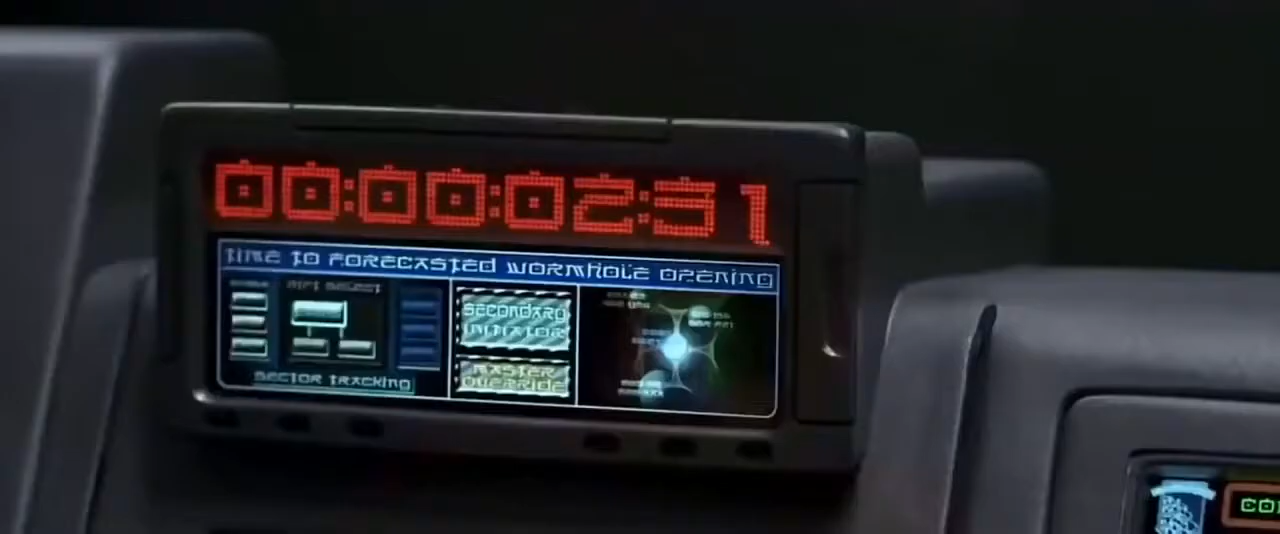 00:00:02:31
TIME TO FORECASTED WORMHOLE OPENING
RIFT SELECT
SECONDARY
INITIATOR
MASTER
OVERRIDE
SECTOR TRACKING